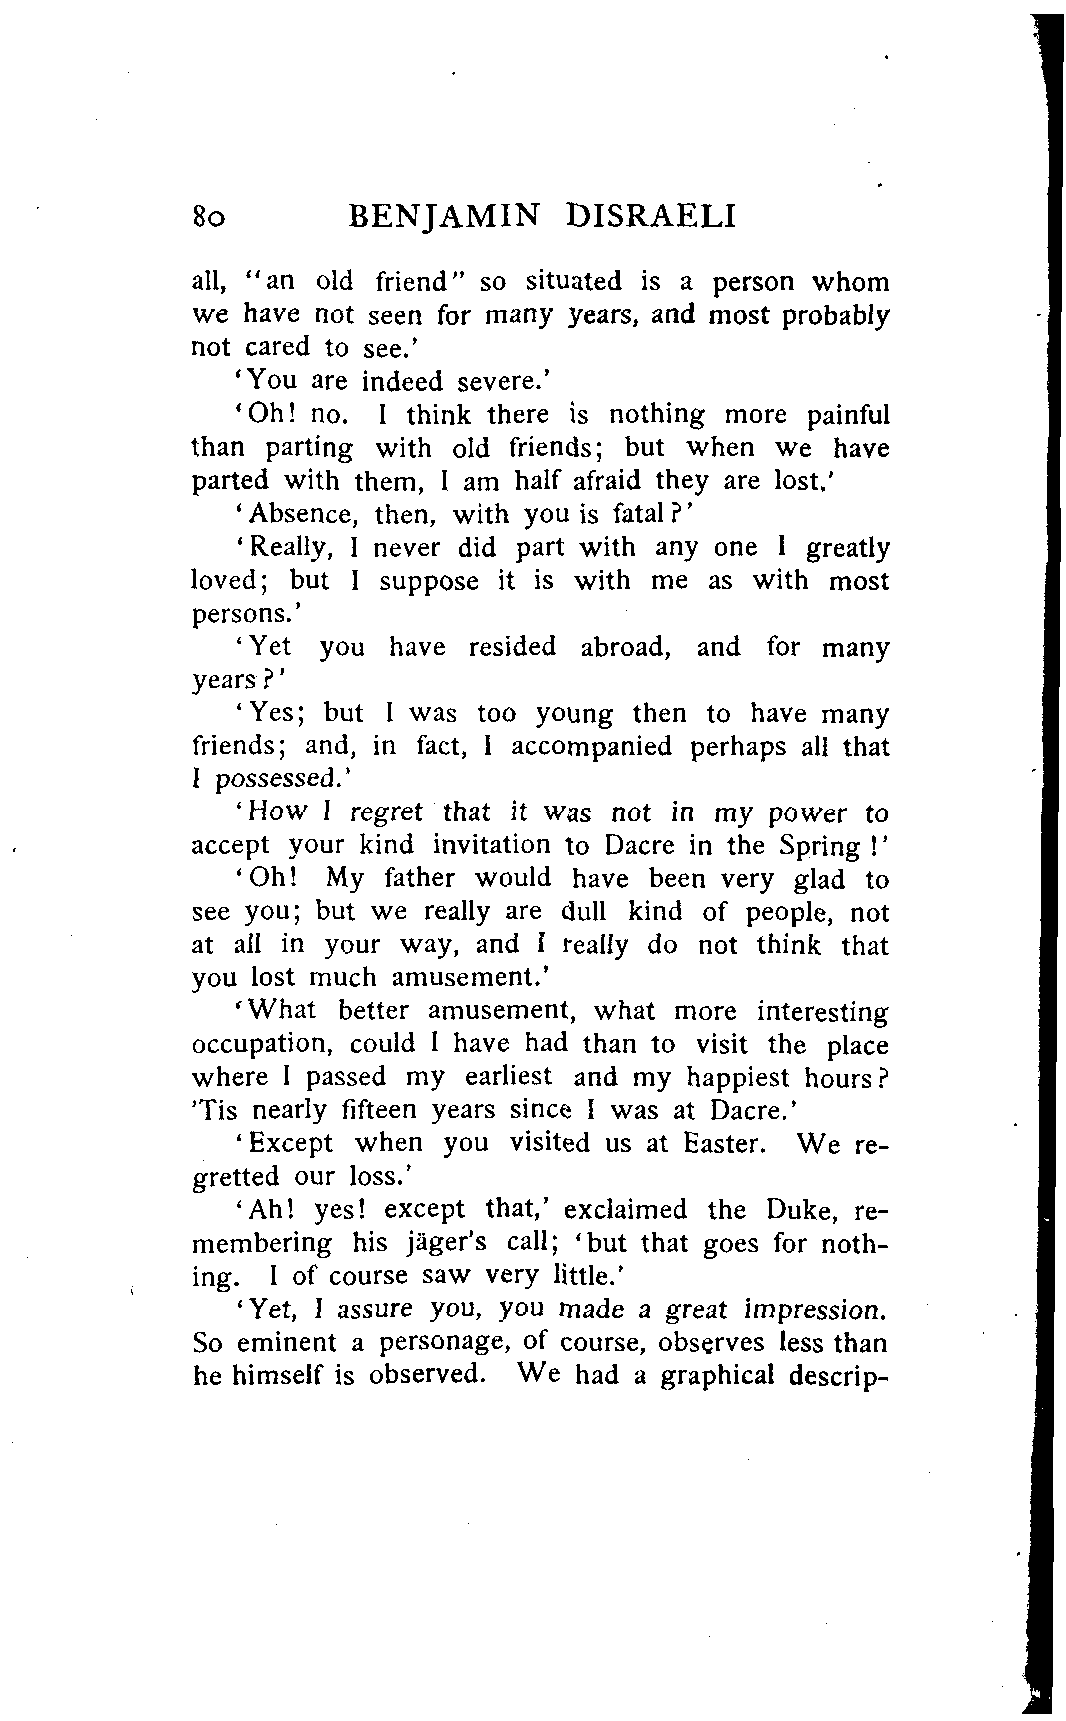 80 BENJAMIN DISRAELI
all, "an old friend" so situated is a person whom
we have not seen for many years, and most probably
not cared to see.'
'You are indeed severe.'
'Oh! no. I think there is nothing more painful
than parting with old friends; but when we have
parted with them, I am half afraid they are lost.'
'Absence, then, with you is fatal?'
'Really, I never did part with any one I greatly
loved; but I suppose it is with me as with most
persons.'
'Yet you have resided abroad, and for many
years?'
'Yes; but I was too young then to have many
friends; and, in fact, I accompanied perhaps all that
I possessed.'
'How I regret that it was not in my power to
accept your kind invitation to Dacre in the Spring!'
'Oh! My father would have been very glad to
see you; but we really are dull kind of people, not
at all in your way, and I really do not think that
you lost much amusement.'
'What better amusement, what more interesting
occupation, could I have had than to visit the place
where I passed my earliest and my happiest hours?
'Tis nearly fifteen years since I was at Dacre.'
'Except when you visited us at Easter. We re-
gretted our loss.'
'Ah! yes! except that,' exclaimed the Duke, re-
membering his jäger's call; 'but that goes for noth-
ing. I of course saw very little.'
'Yet, I assure you, you made a great impression.
So eminent a personage, of course, observes less than
he himself is observed. We had a graphical descrip-